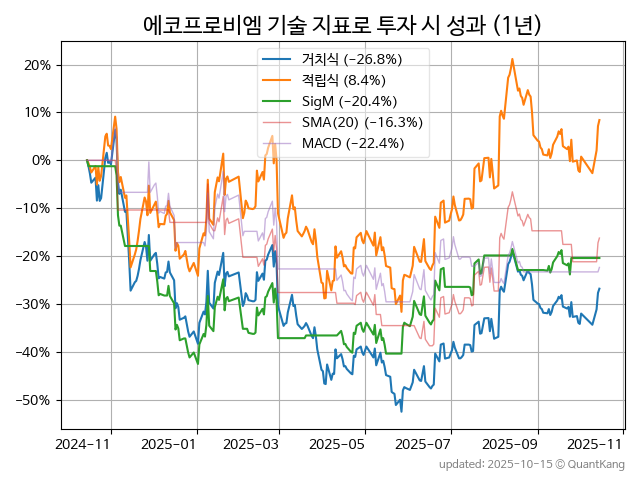 에코프로비엠 기술 지표로 투자 시 성과 (1년)
거치식 (−26.8%)
적립식 (8.4%)
SigM (−20.4%)
SMA(20) (−16.3%)
MACD (−22.4%)
20%
10%
0%
−10%
−20%
−30%
−40%
−50%
2024-11 2025-01 2025-03 2025-05 2025-07 2025-09 2025-11
updated: 2025-10-15 © QuantKang